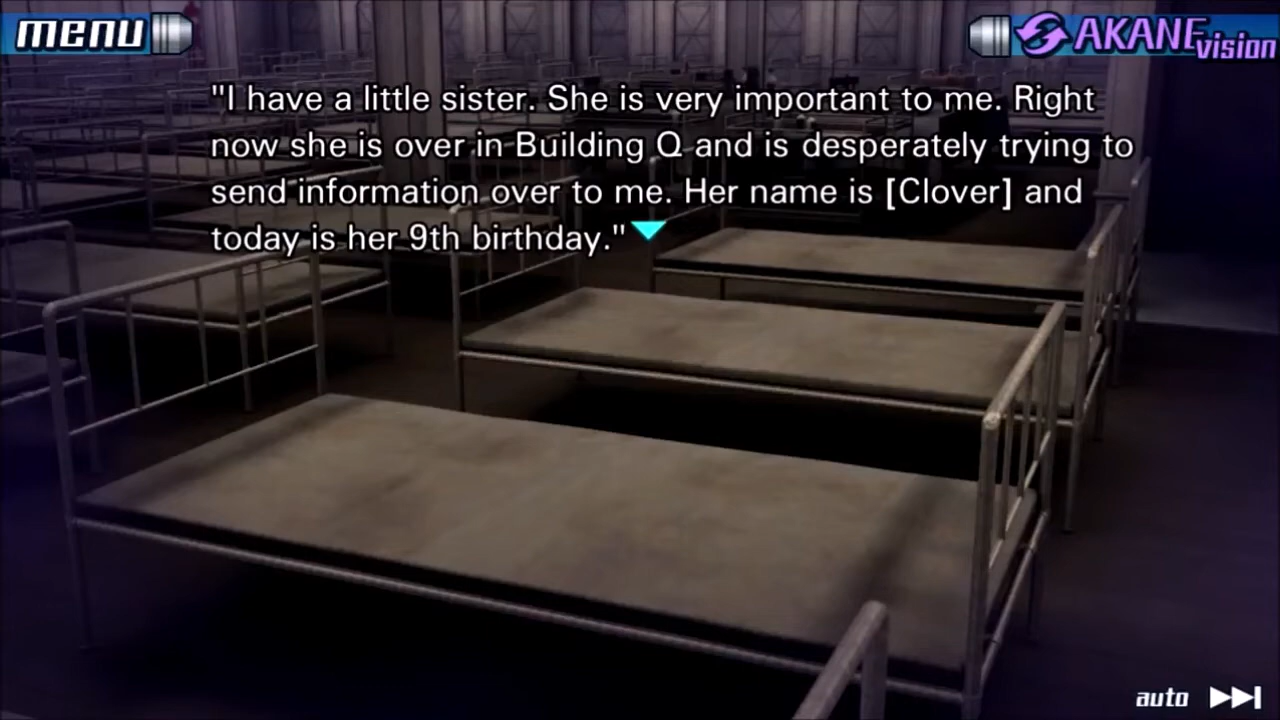 menu
AKANE vision
"I have a little sister. She is very important to me. Right
now she is over in Building Q and is desperately trying to
send information over to me. Her name is [Clover] and
today is her 9th birthday."
auto